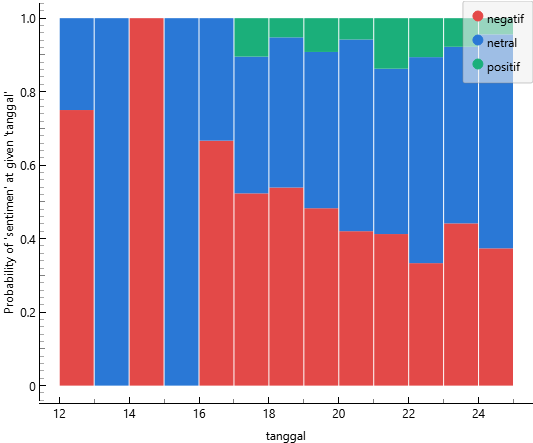 negatif
netral
positif
1.0
0.8
0.6
0.4
0.2
0
Probability of 'sentimen' at given 'tanggal'
12 14 16 18 20 22 24
tanggal